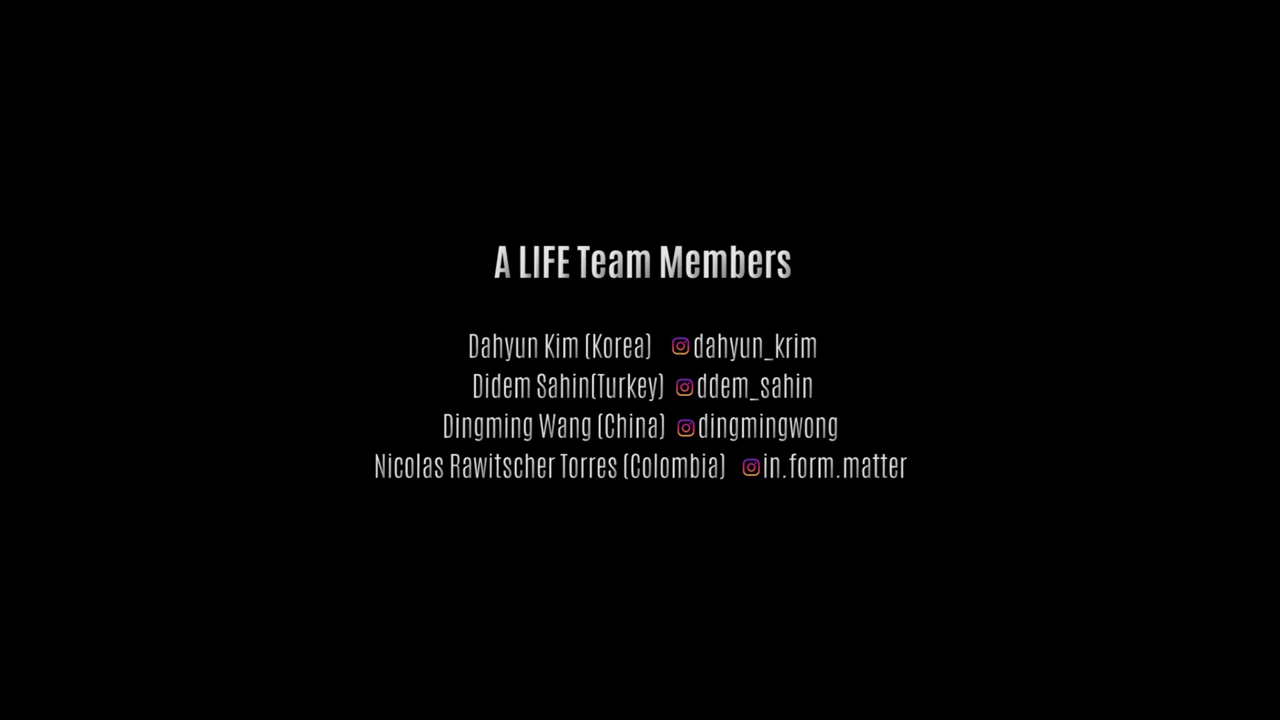 A LIFE Team Members
Dahyun Kim (Korea) dahyun_krim
Didem Sahin(Turkey) ddem_sahin
Dingming Wang (China) dingmingwong
Nicolas Rawitscher Torres (Colombia) in.form.matter